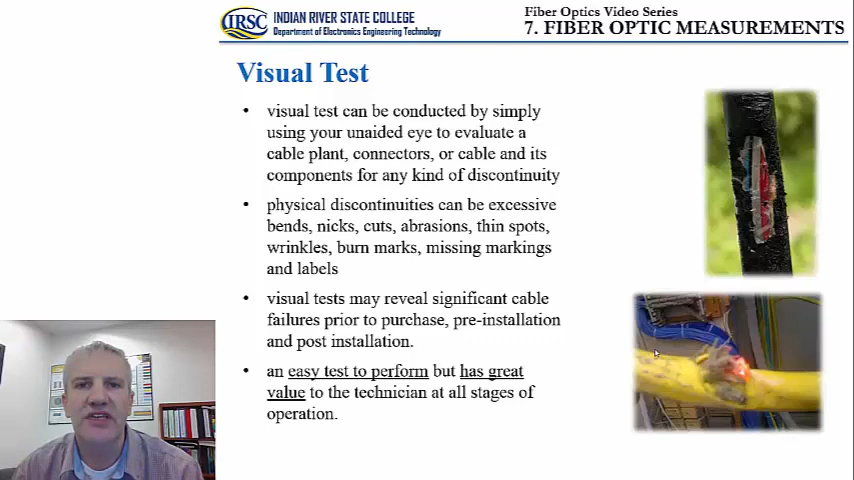 IRSC
INDIAN RIVER STATE COLLEGE
Department of Electronics Engineering Technology
Fiber Optics Video Series
7. FIBER OPTIC MEASUREMENTS
Visual Test
• visual test can be conducted by simply
using your unaided eye to evaluate a
cable plant, connectors, or cable and its
components for any kind of discontinuity
• physical discontinuities can be excessive
bends, nicks, cuts, abrasions, thin spots,
wrinkles, burn marks, missing markings
and labels
• visual tests may reveal significant cable
failures prior to purchase, pre-installation
and post installation.
• an easy test to perform but has great
value to the technician at all stages of
operation.